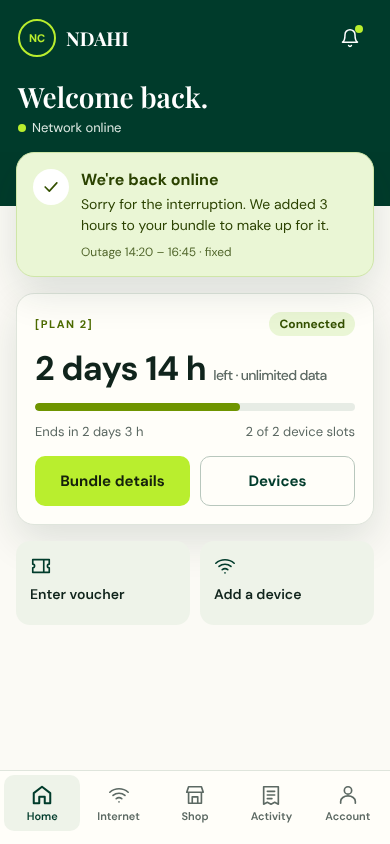 NC
NDAHI
Welcome back.
Network online
We're back online
Sorry for the interruption. We added 3
hours to your bundle to make up for it.
Outage 14:20 – 16:45 · fixed
[PLAN 2]
Connected
2 days 14 h left · unlimited data
Ends in 2 days 3 h
2 of 2 device slots
Bundle details
Devices
Enter voucher
Add a device
Home
Internet
Shop
Activity
Account